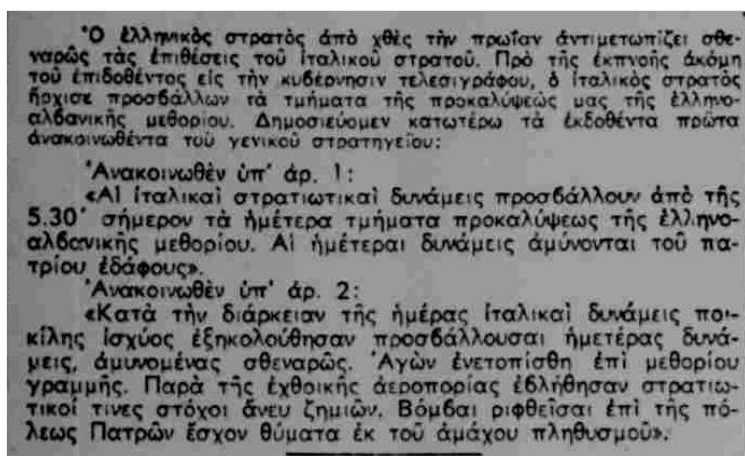 Ὁ ἑλληνικὸς στρατὸς ἀπὸ χθὲς τὴν πρωΐαν ἀντιμετωπίζει σθε-
ναρῶς τὰς ἐπιθέσεις τοῦ ἰταλικοῦ στρατοῦ. Πρὸ τῆς ἐκπνοῆς ἀκόμη
τοῦ ἐπιδοθέντος εἰς τὴν κυβέρνησιν τελεσιγράφου, ὁ ἰταλικὸς στρατὸς
ἤρχισε προσβάλλων τὰ τμήματα τῆς προκαλύψεώς μας τῆς ἑλληνο-
αλβανικῆς μεθορίου. Δημοσιεύομεν κατωτέρω τὰ ἐκδοθέντα πρῶτα
ἀνακοινωθέντα τοῦ γενικοῦ στρατηγείου:
Ἀνακοινωθὲν ὑπ' ἀρ. 1:
«Αἱ ἰταλικαὶ στρατιωτικαὶ δυνάμεις προσβάλλουν ἀπὸ τῆς
5.30' σήμερον τὰ ἡμέτερα τμήματα προκαλύψεως τῆς ἑλληνο-
αλβανικῆς μεθορίου. Αἱ ἡμέτεραι δυνάμεις ἀμύνονται τοῦ πα-
τρίου ἐδάφους».
Ἀνακοινωθὲν ὑπ' ἀρ. 2:
«Κατὰ τὴν διάρκειαν τῆς ἡμέρας ἰταλικαὶ δυνάμεις ποι-
κίλης ἰσχύος ἐξηκολούθησαν προσβάλλουσαι ἡμετέρας δυνά-
μεις, ἀμυνομένας σθεναρῶς. Ἀγὼν ἐνετοπίσθη ἐπὶ μεθορίου
γραμμῆς. Παρὰ τῆς ἐχθρικῆς ἀεροπορίας ἐβλήθησαν στρατιω-
τικοί τινες στόχοι ἄνευ ζημιῶν. Βόμβαι ριφθεῖσαι ἐπὶ τῆς πό-
λεως Πατρῶν ἔσχον θύματα ἐκ τοῦ ἀμάχου πληθυσμοῦ».